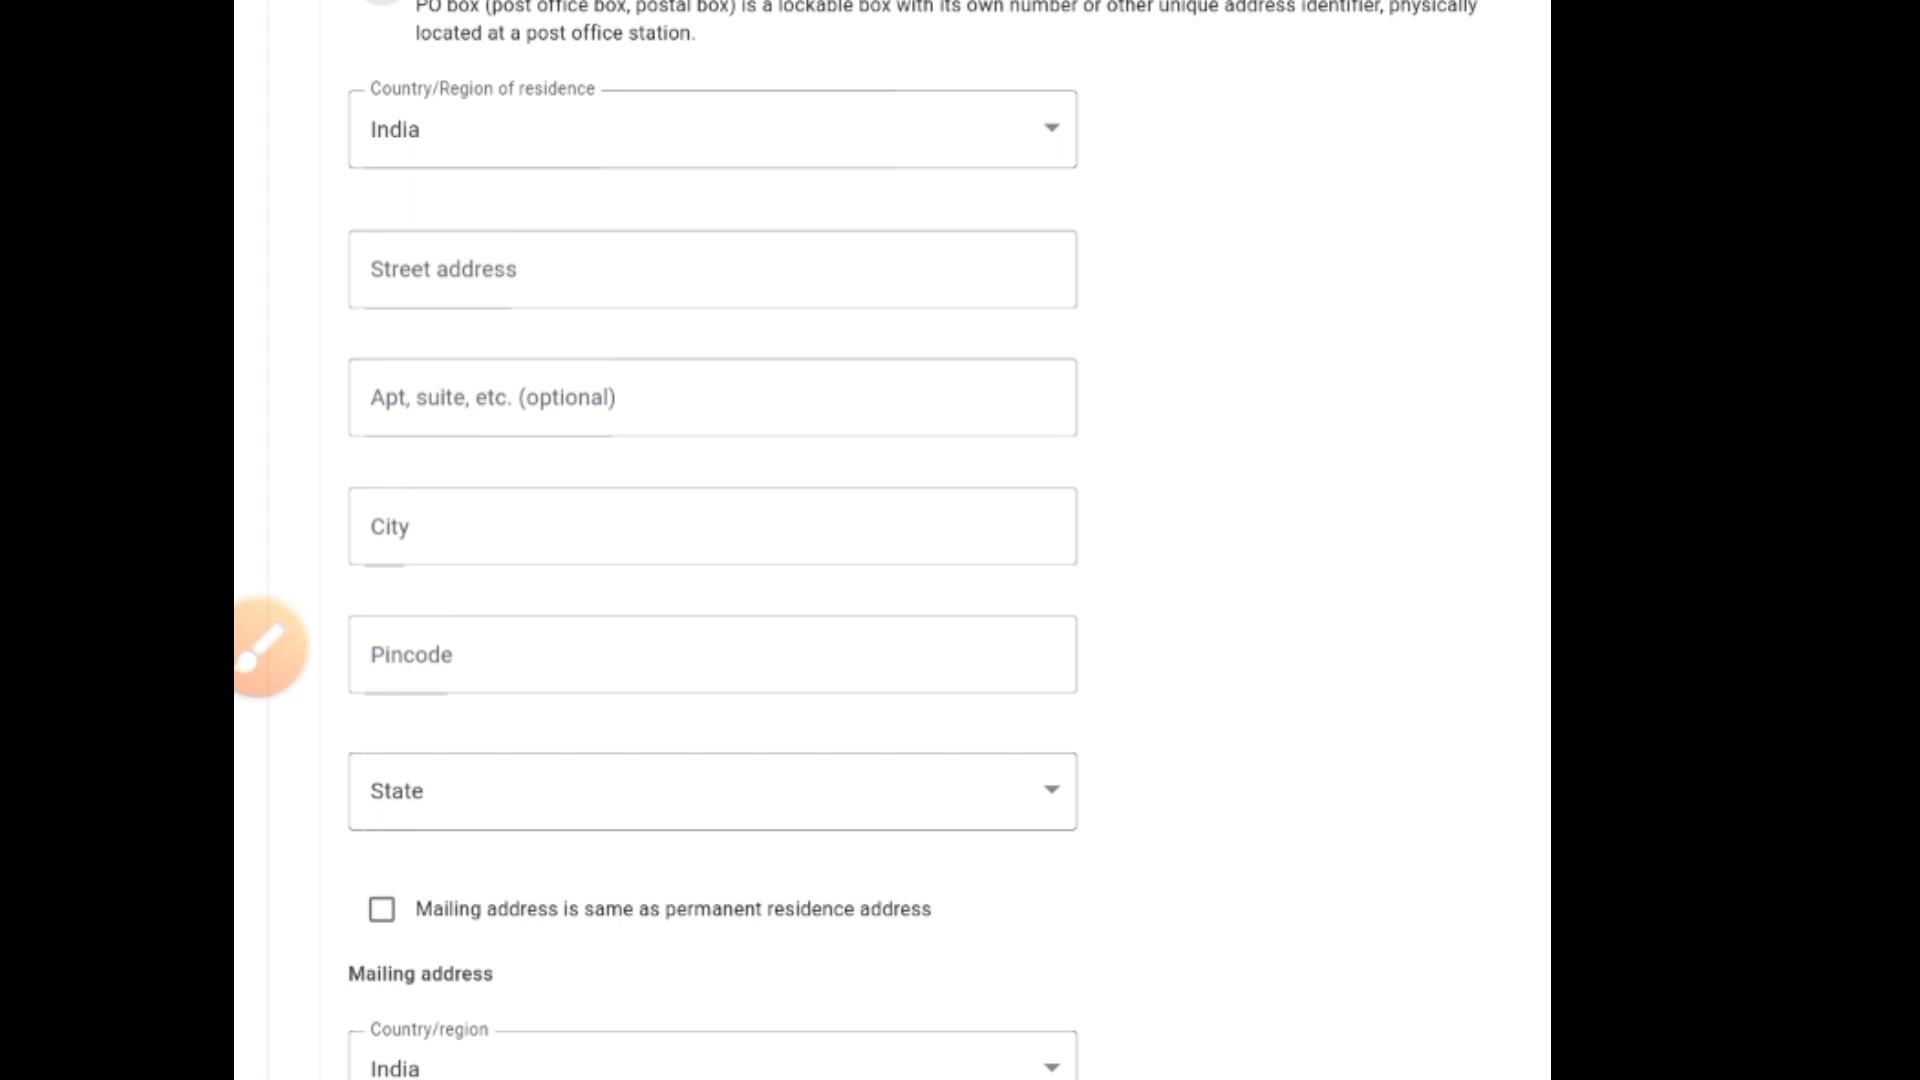 PO box (post office box, postal box) is a lockable box with its own number or other unique address identifier, physically
located at a post office station.
Country/Region of residence
India
Street address
Apt, suite, etc. (optional)
City
Pincode
State
Mailing address is same as permanent residence address
Mailing address
Country/region
India